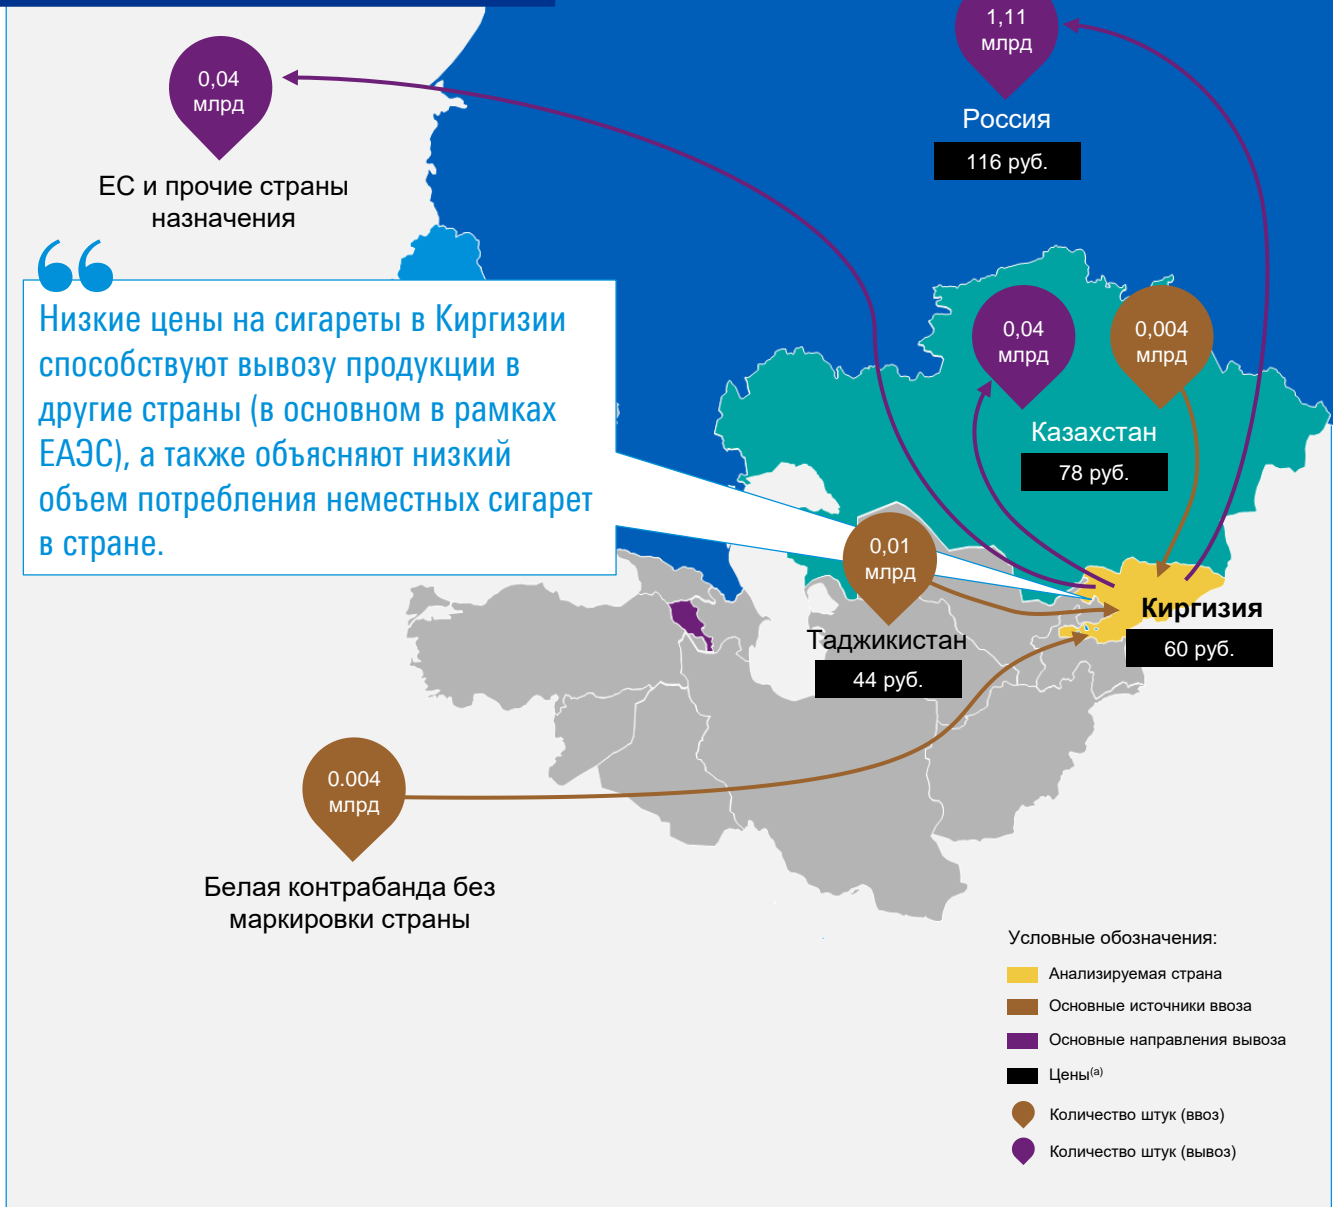 1,11
млрд
Россия
116 руб.
0,04
млрд
ЕС и прочие страны
назначения
“
Низкие цены на сигареты в Киргизии
способствуют вывозу продукции в
другие страны (в основном в рамках
ЕАЭС), а также объясняют низкий
объем потребления неместных сигарет
в стране.
0,04
млрд
0,004
млрд
Казахстан
78 руб.
0,01
млрд
Таджикистан
44 руб.
Киргизия
60 руб.
0.004
млрд
Белая контрабанда без
маркировки страны
Условные обозначения:
Анализируемая страна
Основные источники ввоза
Основные направления вывоза
Цены(а)
Количество штук (ввоз)
Количество штук (вывоз)